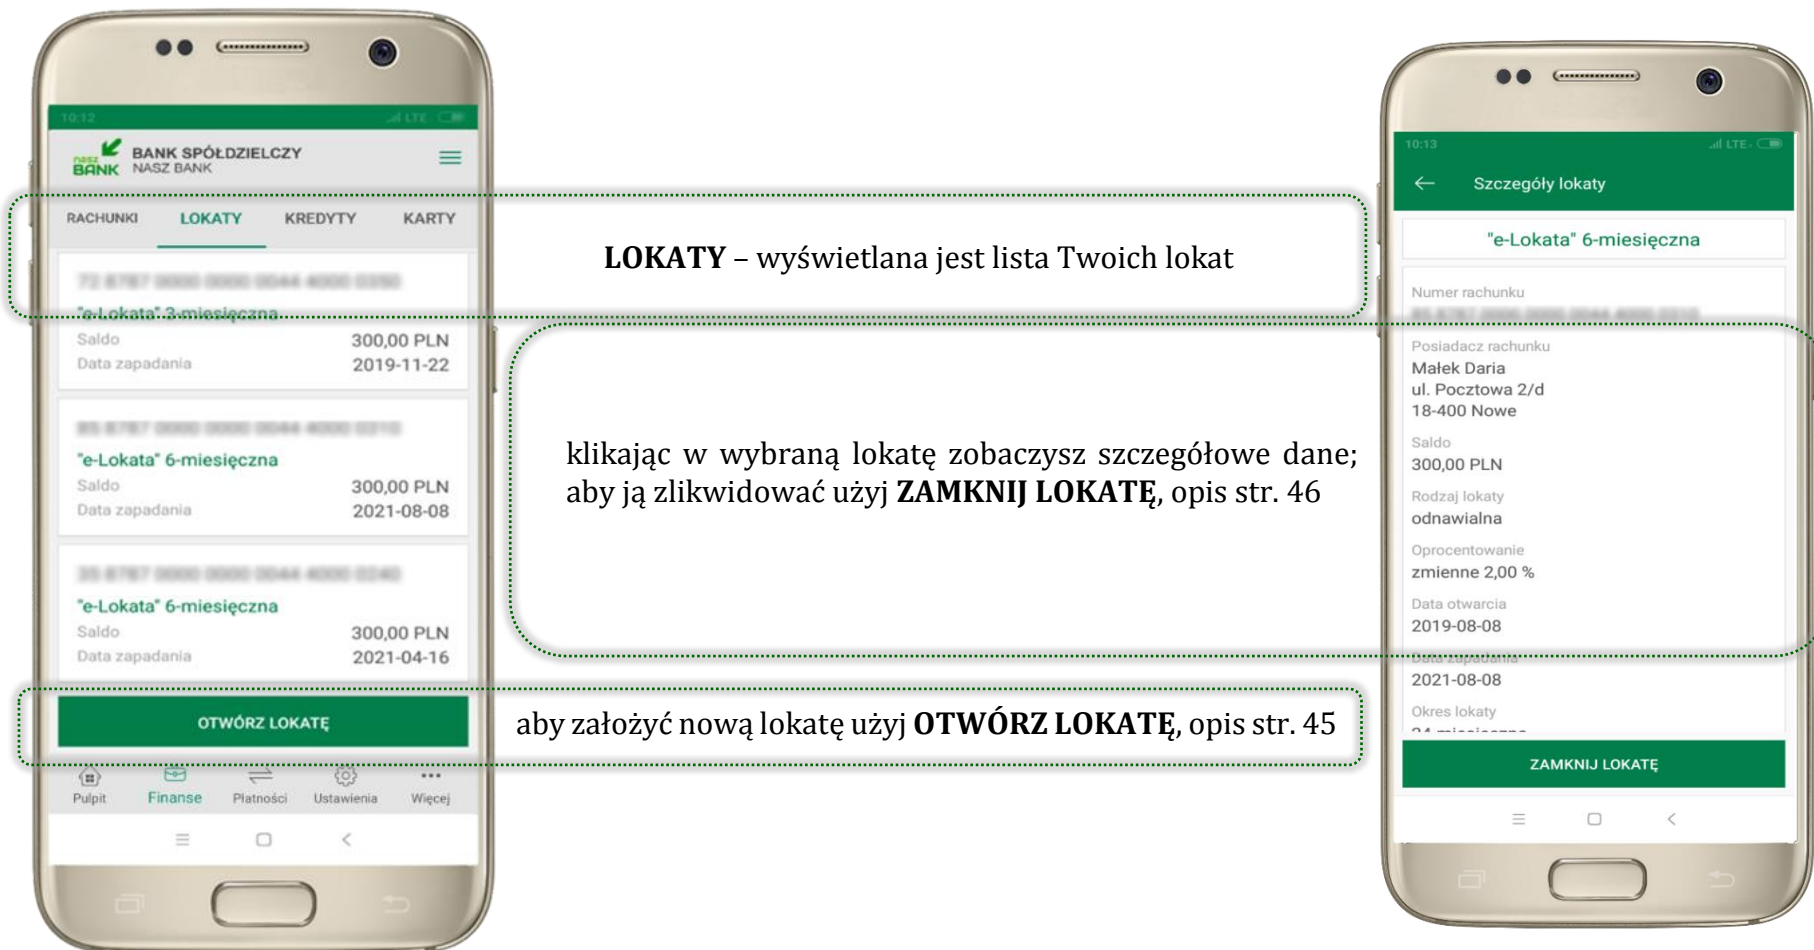 10:12
LTE
nasz
BANK
BANK SPÓŁDZIELCZY
NASZ BANK
RACHUNKI LOKATY KREDYTY KARTY
"e-Lokata" 3-miesięczna
Saldo 300,00 PLN
Data zapadania 2019-11-22
"e-Lokata" 6-miesięczna
Saldo 300,00 PLN
Data zapadania 2021-08-08
"e-Lokata" 6-miesięczna
Saldo 300,00 PLN
Data zapadania 2021-04-16
OTWÓRZ LOKATĘ
Pulpit Finanse Płatności Ustawienia Więcej
LOKATY – wyświetlana jest lista Twoich lokat
klikając w wybraną lokatę zobaczysz szczegółowe dane;
aby ją zlikwidować użyj ZAMKNIJ LOKATĘ, opis str. 46
aby założyć nową lokatę użyj OTWÓRZ LOKATĘ, opis str. 45
10:13
LTE
Szczegóły lokaty
"e-Lokata" 6-miesięczna
Numer rachunku
Posiadacz rachunku
Małek Daria
ul. Pocztowa 2/d
18-400 Nowe
Saldo
300,00 PLN
Rodzaj lokaty
odnawialna
Oprocentowanie
zmienne 2,00 %
Data otwarcia
2019-08-08
Data zapadania
2021-08-08
Okres lokaty
ZAMKNIJ LOKATĘ